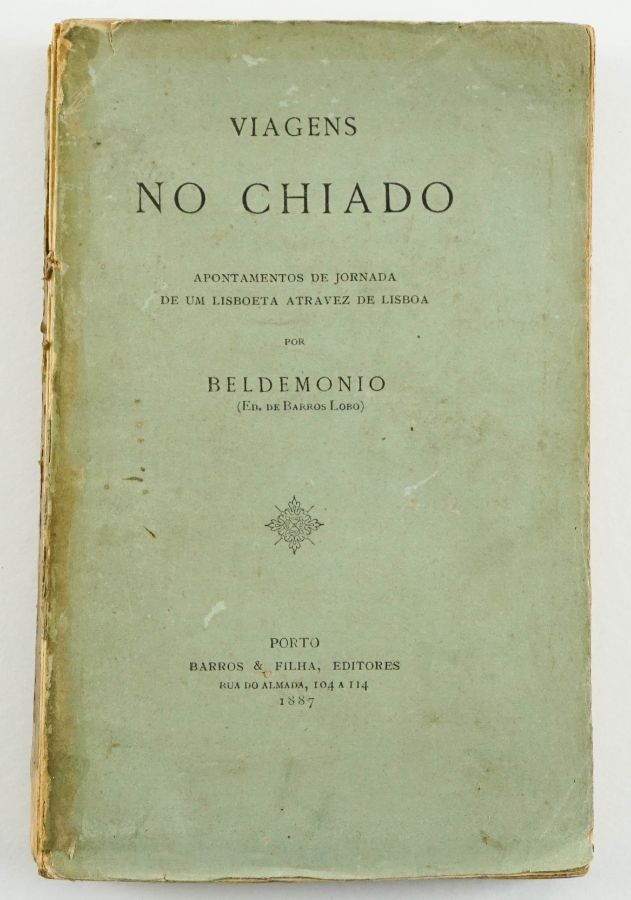 VIAGENS
NO CHIADO
APONTAMENTOS DE JORNADA
DE UM LISBOETA ATRAVEZ DE LISBOA
POR
BELDEMONIO
(ED. DE BARROS LOBO)
PORTO
BARROS & FILHA, EDITORES
RUA DO ALMADA, 104 A 114
1887